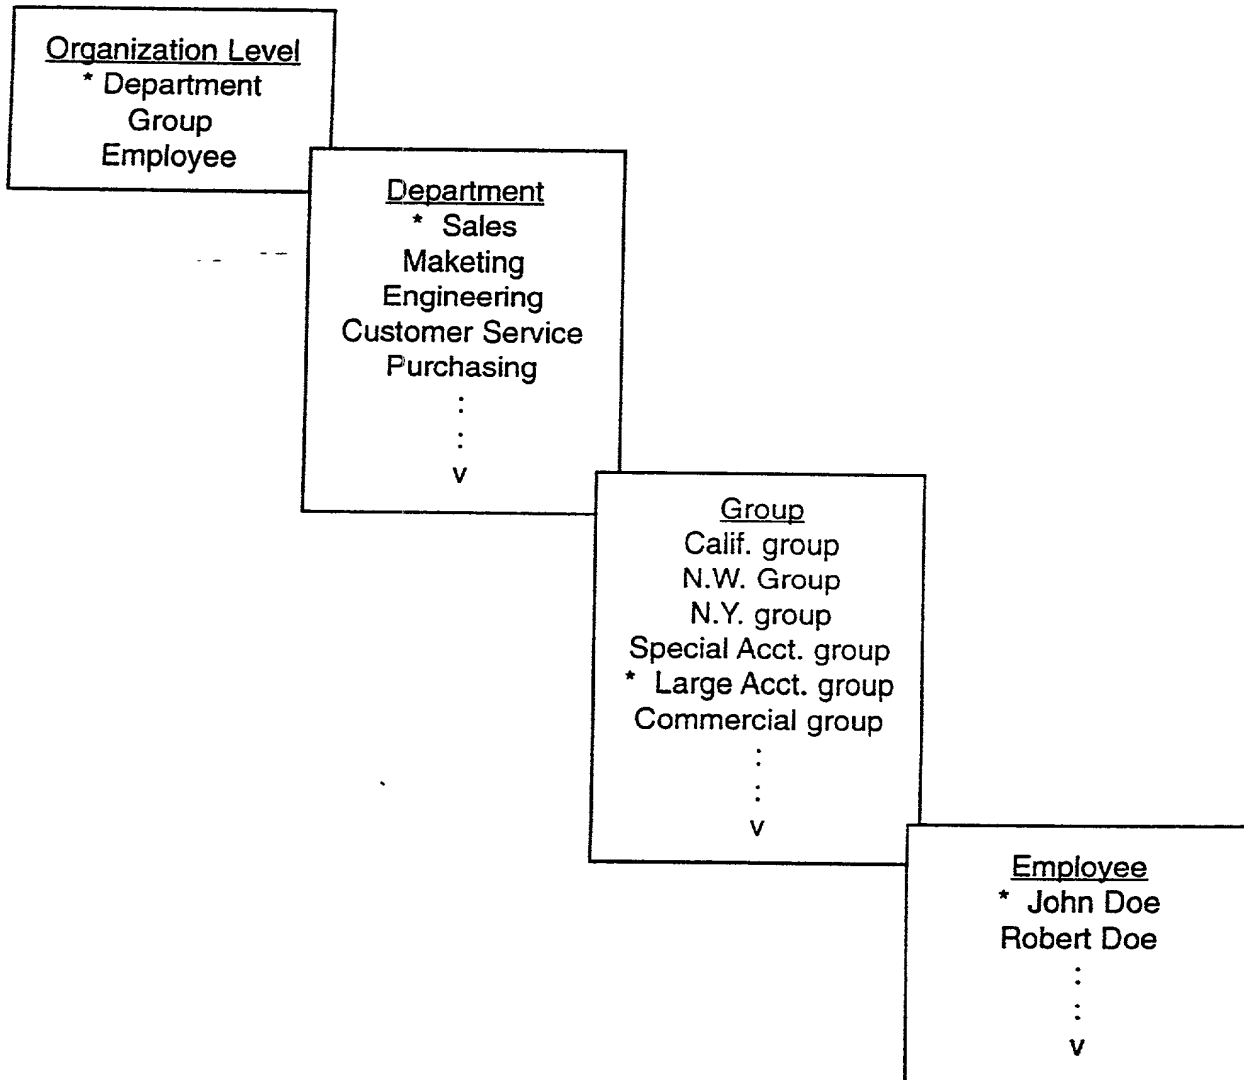 Organization Level
* Department
Group
Employee
Department
* Sales
Maketing
Engineering
Customer Service
Purchasing
:
:
v
Group
Calif. group
N.W. Group
N.Y. group
Special Acct. group
* Large Acct. group
Commercial group
:
:
v
Employee
* John Doe
Robert Doe
:
:
v